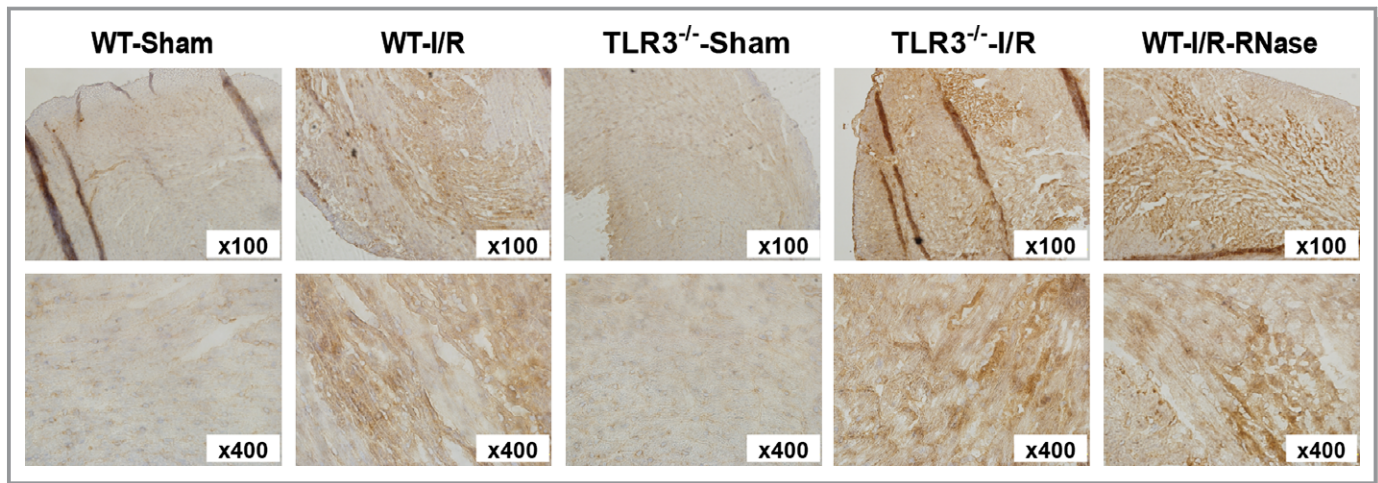 WT-Sham WT-I/R TLR3-/--Sham TLR3-/--I/R WT-I/R-RNase
x100 x100 x100 x100 x100
x400 x400 x400 x400 x400